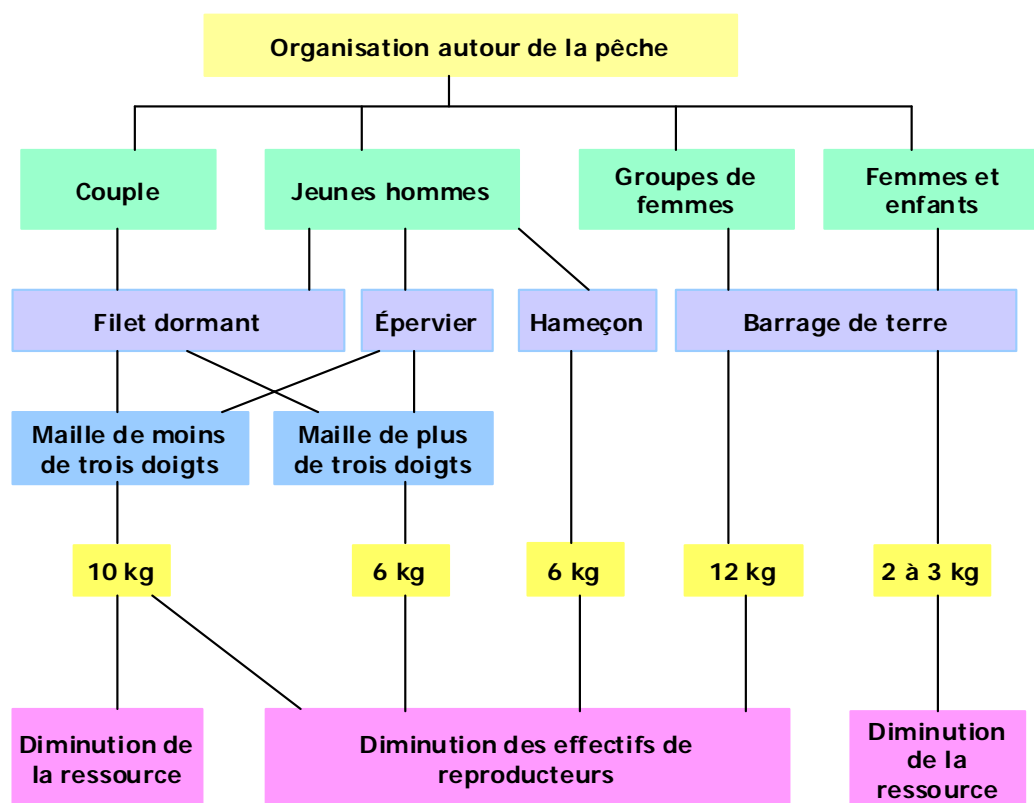 Organisation autour de la pêche
Couple
Jeunes hommes
Groupes de
femmes
Femmes et
enfants
Filet dormant
Épervier
Hameçon
Barrage de terre
Maille de moins
de trois doigts
Maille de plus
de trois doigts
10 kg
6 kg
6 kg
12 kg
2 à 3 kg
Diminution de
la ressource
Diminution des effectifs de
reproducteurs
Diminution
de la
ressource